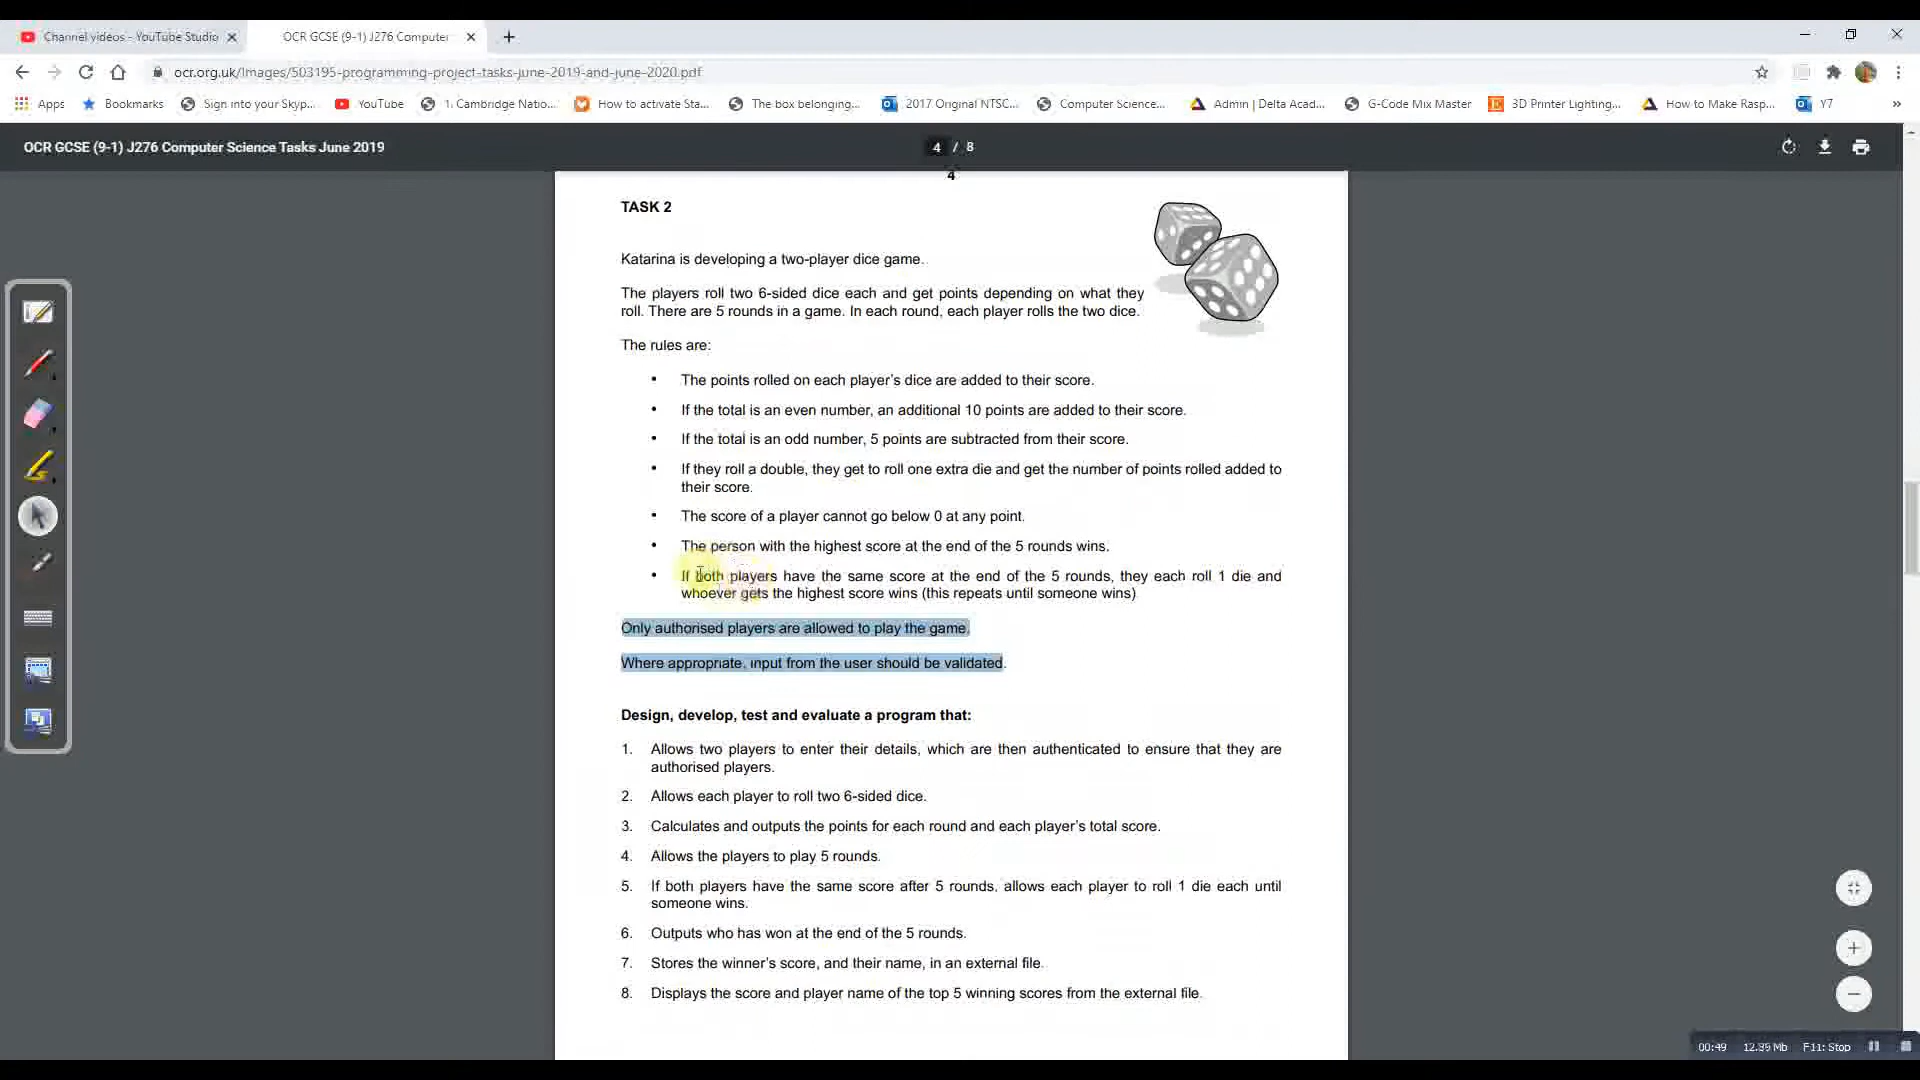 Channel videos - YouTube Studio
OCR GCSE (9-1) J276 Computer
ocr.org.uk/Images/503195-programming-project-tasks-june-2019-and-june-2020.pdf
Apps Bookmarks Sign into your Skyp... YouTube 1. Cambridge Natio... How to activate Sta... The box belonging... 2017 Original NTSC... Computer Science... Admin | Delta Acad... G-Code Mix Master 3D Printer Lighting... How to Make Rasp... Y7 »
OCR GCSE (9-1) J276 Computer Science Tasks June 2019
4 / 8
4
TASK 2
Katarina is developing a two-player dice game.
The players roll two 6-sided dice each and get points depending on what they
roll. There are 5 rounds in a game. In each round, each player rolls the two dice.
The rules are:
• The points rolled on each player's dice are added to their score.
• If the total is an even number, an additional 10 points are added to their score.
• If the total is an odd number, 5 points are subtracted from their score.
• If they roll a double, they get to roll one extra die and get the number of points rolled added to
their score.
• The score of a player cannot go below 0 at any point.
• The person with the highest score at the end of the 5 rounds wins.
• If both players have the same score at the end of the 5 rounds, they each roll 1 die and
whoever gets the highest score wins (this repeats until someone wins)
Only authorised players are allowed to play the game.
Where appropriate, input from the user should be validated.
Design, develop, test and evaluate a program that:
1. Allows two players to enter their details, which are then authenticated to ensure that they are
authorised players.
2. Allows each player to roll two 6-sided dice.
3. Calculates and outputs the points for each round and each player's total score.
4. Allows the players to play 5 rounds.
5. If both players have the same score after 5 rounds, allows each player to roll 1 die each until
someone wins.
6. Outputs who has won at the end of the 5 rounds.
7. Stores the winner's score, and their name, in an external file.
8. Displays the score and player name of the top 5 winning scores from the external file.
00:49 12.35 Mb F11: Stop